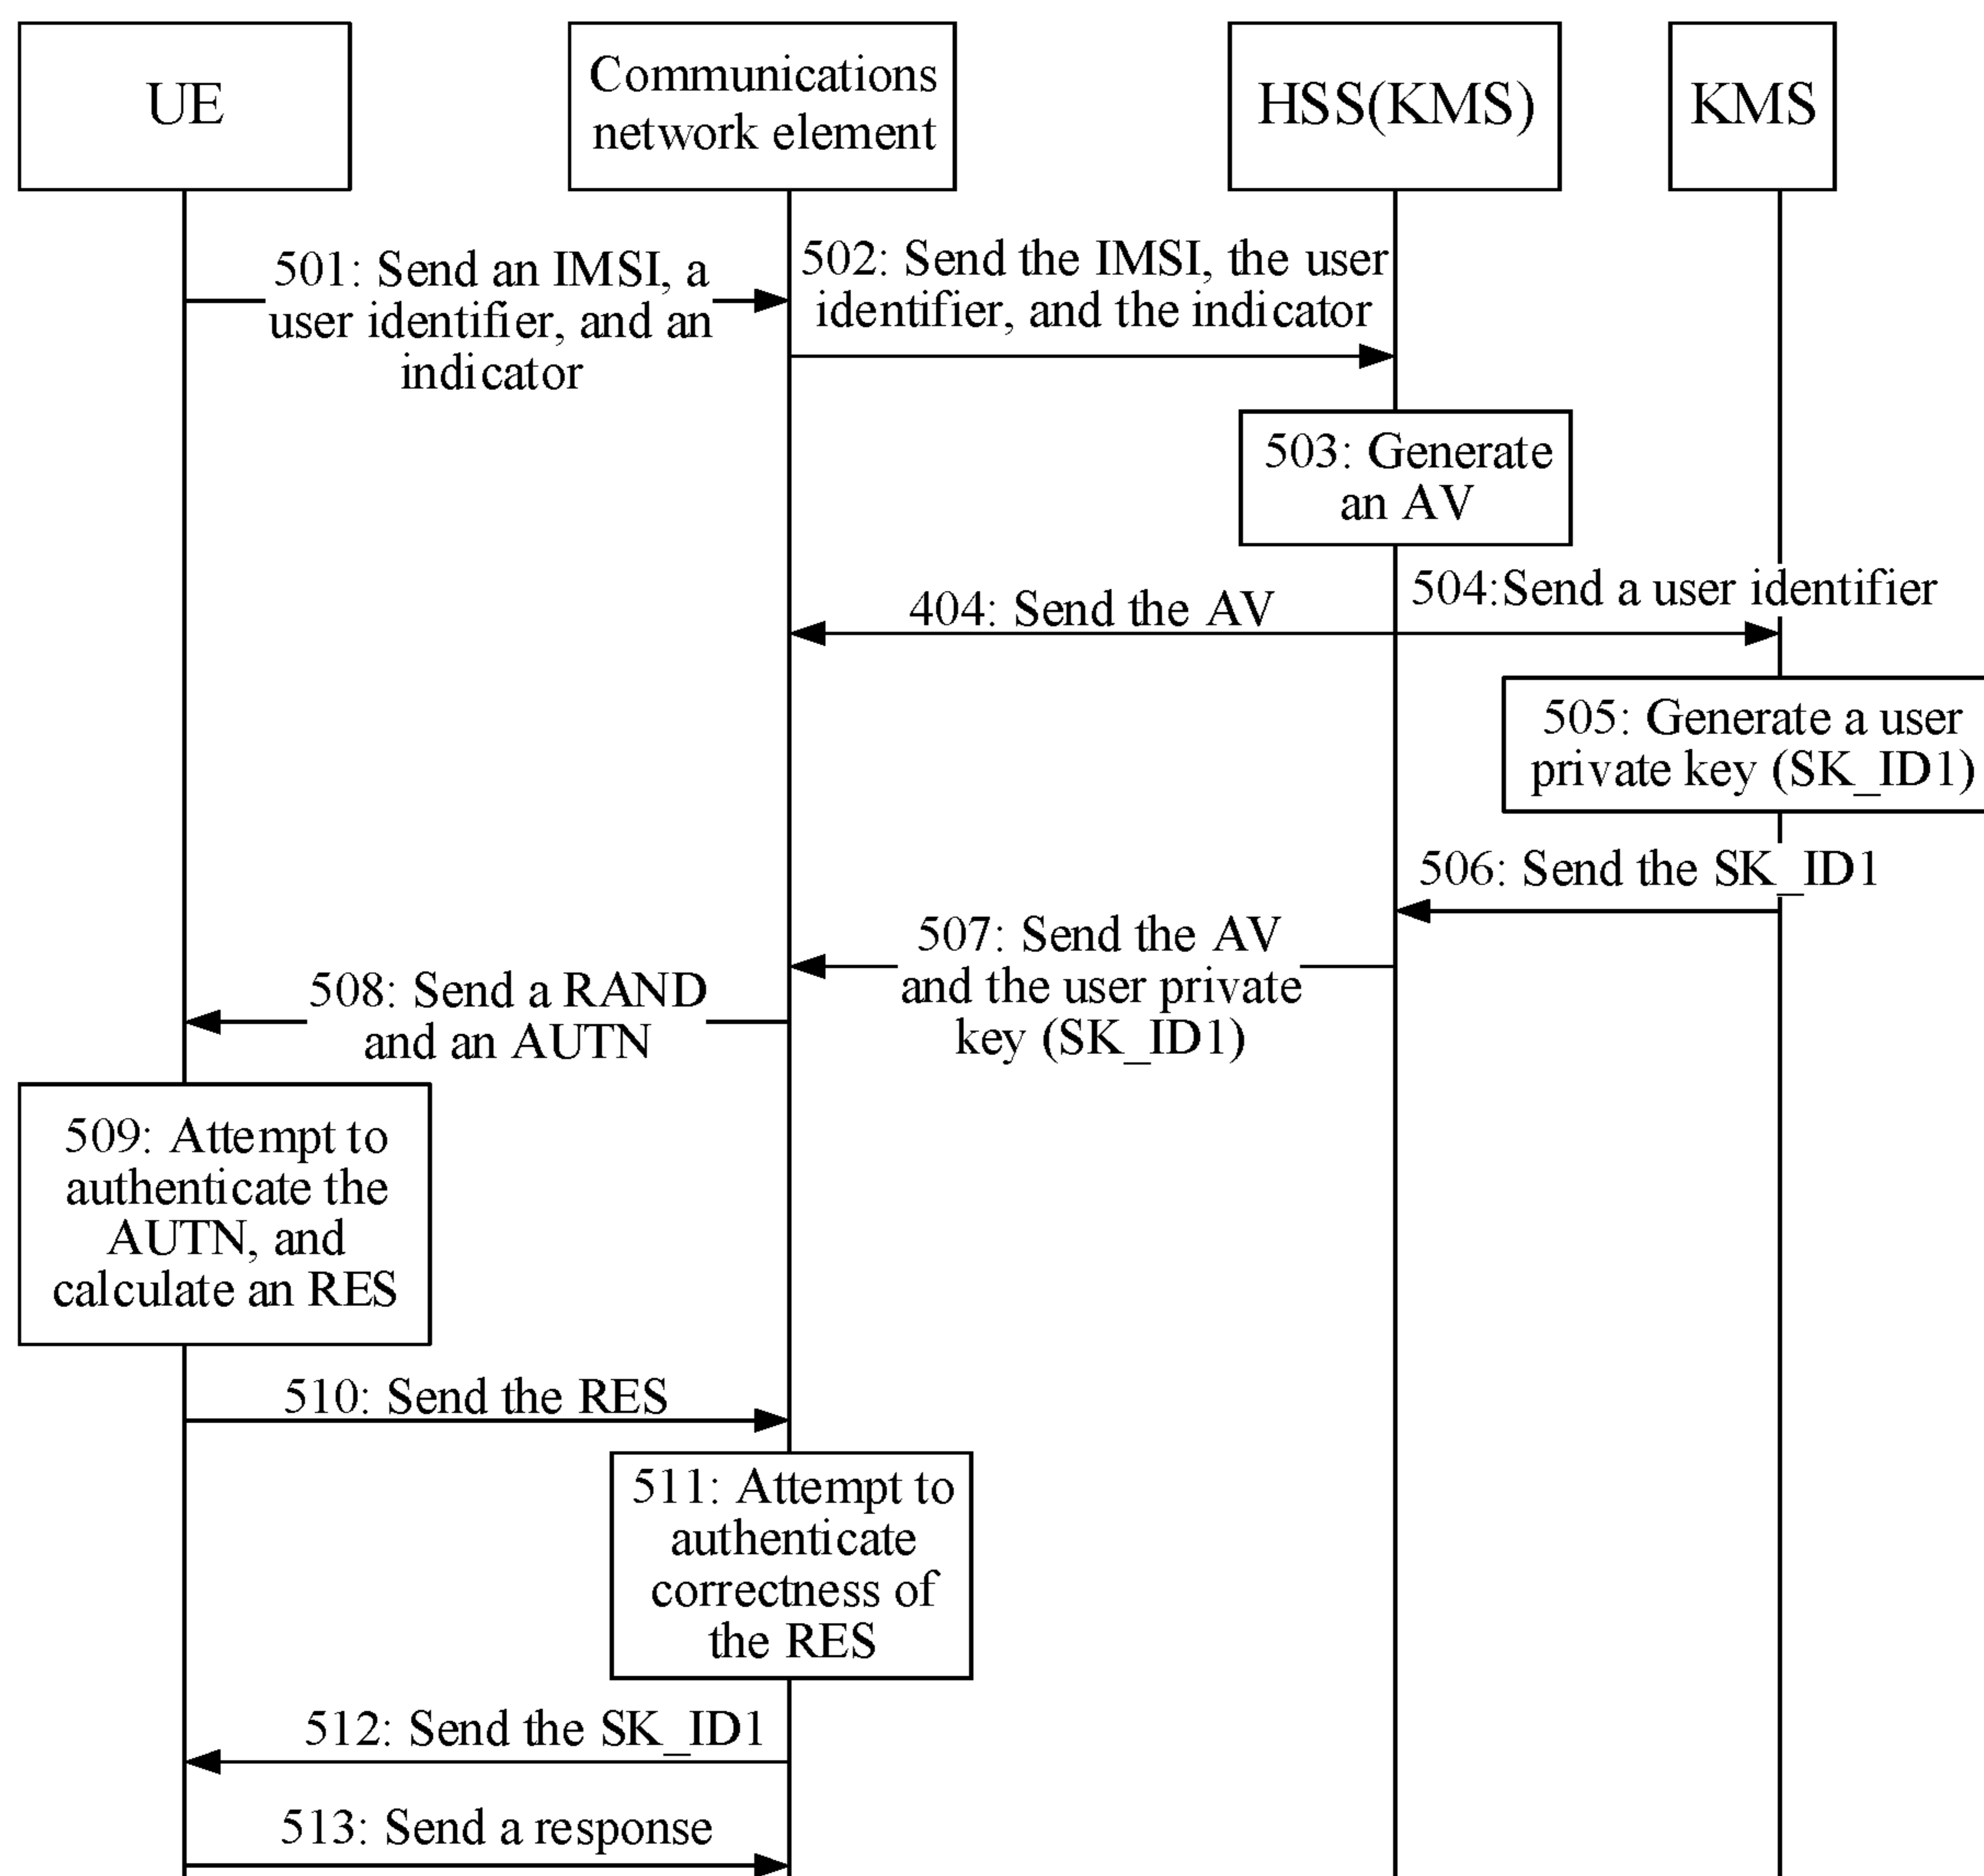 UE
Communications
network element
HSS(KMS)
KMS
501: Send an IMSI, a
user identifier, and an
indicator
502: Send the IMSI, the user
identifier, and the indicator
503: Generate
an AV
404: Send the AV
504:Send a user identifier
505: Generate a user
private key (SK_ID1)
506: Send the SK_ID1
507: Send the AV
and the user private
key (SK_ID1)
508: Send a RAND
and an AUTN
509: Attempt to
authenticate the
AUTN, and
calculate an RES
510: Send the RES
511: Attempt to
authenticate
correctness of
the RES
512: Send the SK_ID1
513: Send a response